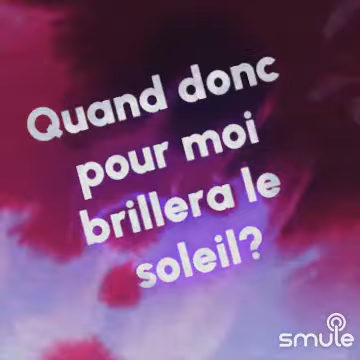 Quand donc
pour moi
brillera le
soleil?
smule